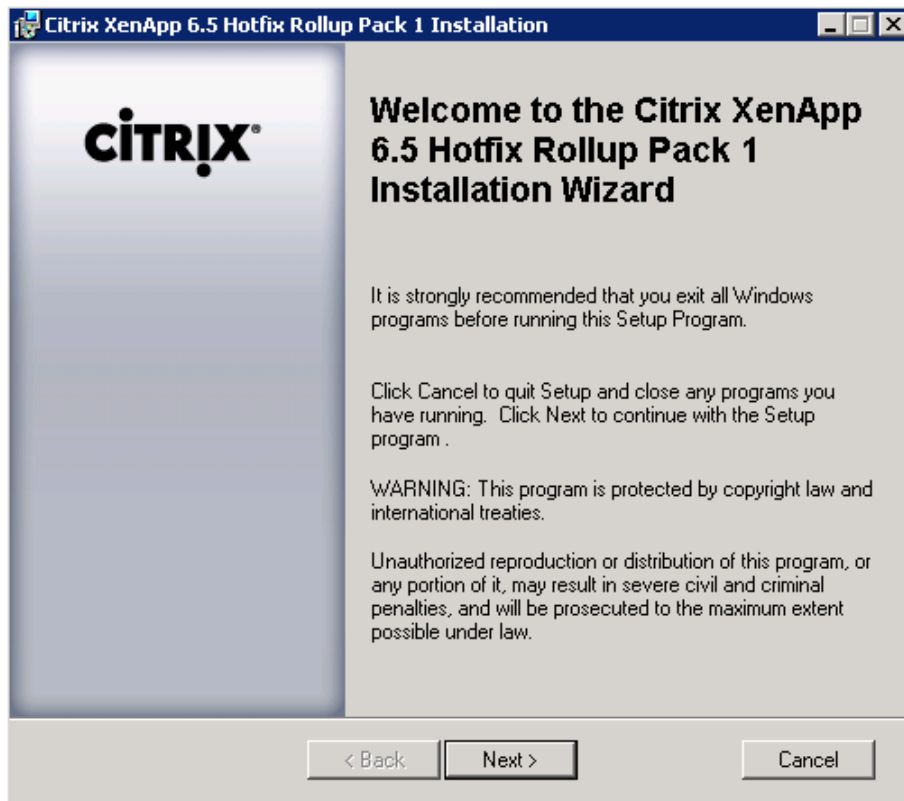 Citrix XenApp 6.5 Hotfix Rollup Pack 1 Installation
CİTRIX®
Welcome to the Citrix XenApp
6.5 Hotfix Rollup Pack 1
Installation Wizard
It is strongly recommended that you exit all Windows
programs before running this Setup Program.
Click Cancel to quit Setup and close any programs you
have running. Click Next to continue with the Setup
program .
WARNING: This program is protected by copyright law and
international treaties.
Unauthorized reproduction or distribution of this program, or
any portion of it, may result in severe civil and criminal
penalties, and will be prosecuted to the maximum extent
possible under law.
< Back
Next >
Cancel